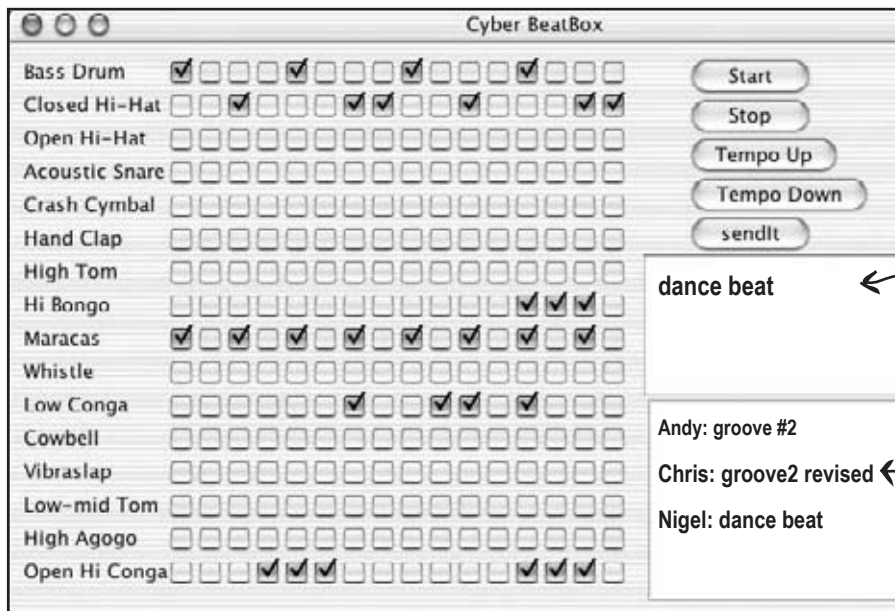 Cyber BeatBox
Bass Drum
Closed Hi-Hat
Open Hi-Hat
Acoustic Snare
Crash Cymbal
Hand Clap
High Tom
Hi Bongo
Maracas
Whistle
Low Conga
Cowbell
Vibraslap
Low-mid Tom
High Agogo
Open Hi Conga
Start
Stop
Tempo Up
Tempo Down
sendIt
dance beat
Andy: groove #2
Chris: groove2 revised
Nigel: dance beat